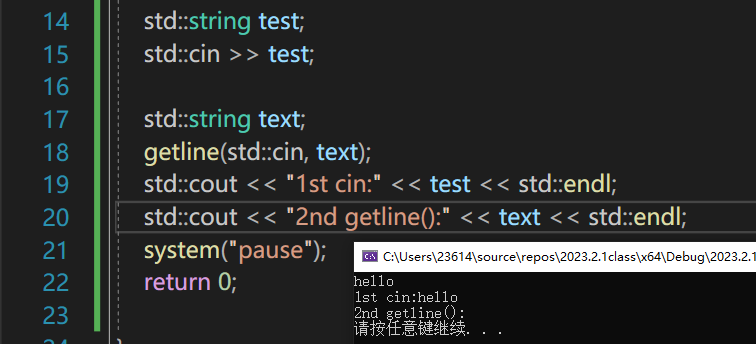 14 std::string test;
15 std::cin >> test;
16
17 std::string text;
18 getline(std::cin, text);
19 std::cout << "1st cin:" << test << std::endl;
20 std::cout << "2nd getline():" << text << std::endl;
21 system("pause");
22 return 0;
23
C:\Users\23614\source\repos\2023.2.1class\x64\Debug\2023.2.1
hello
1st cin:hello
2nd getline():
请按任意键继续. . .